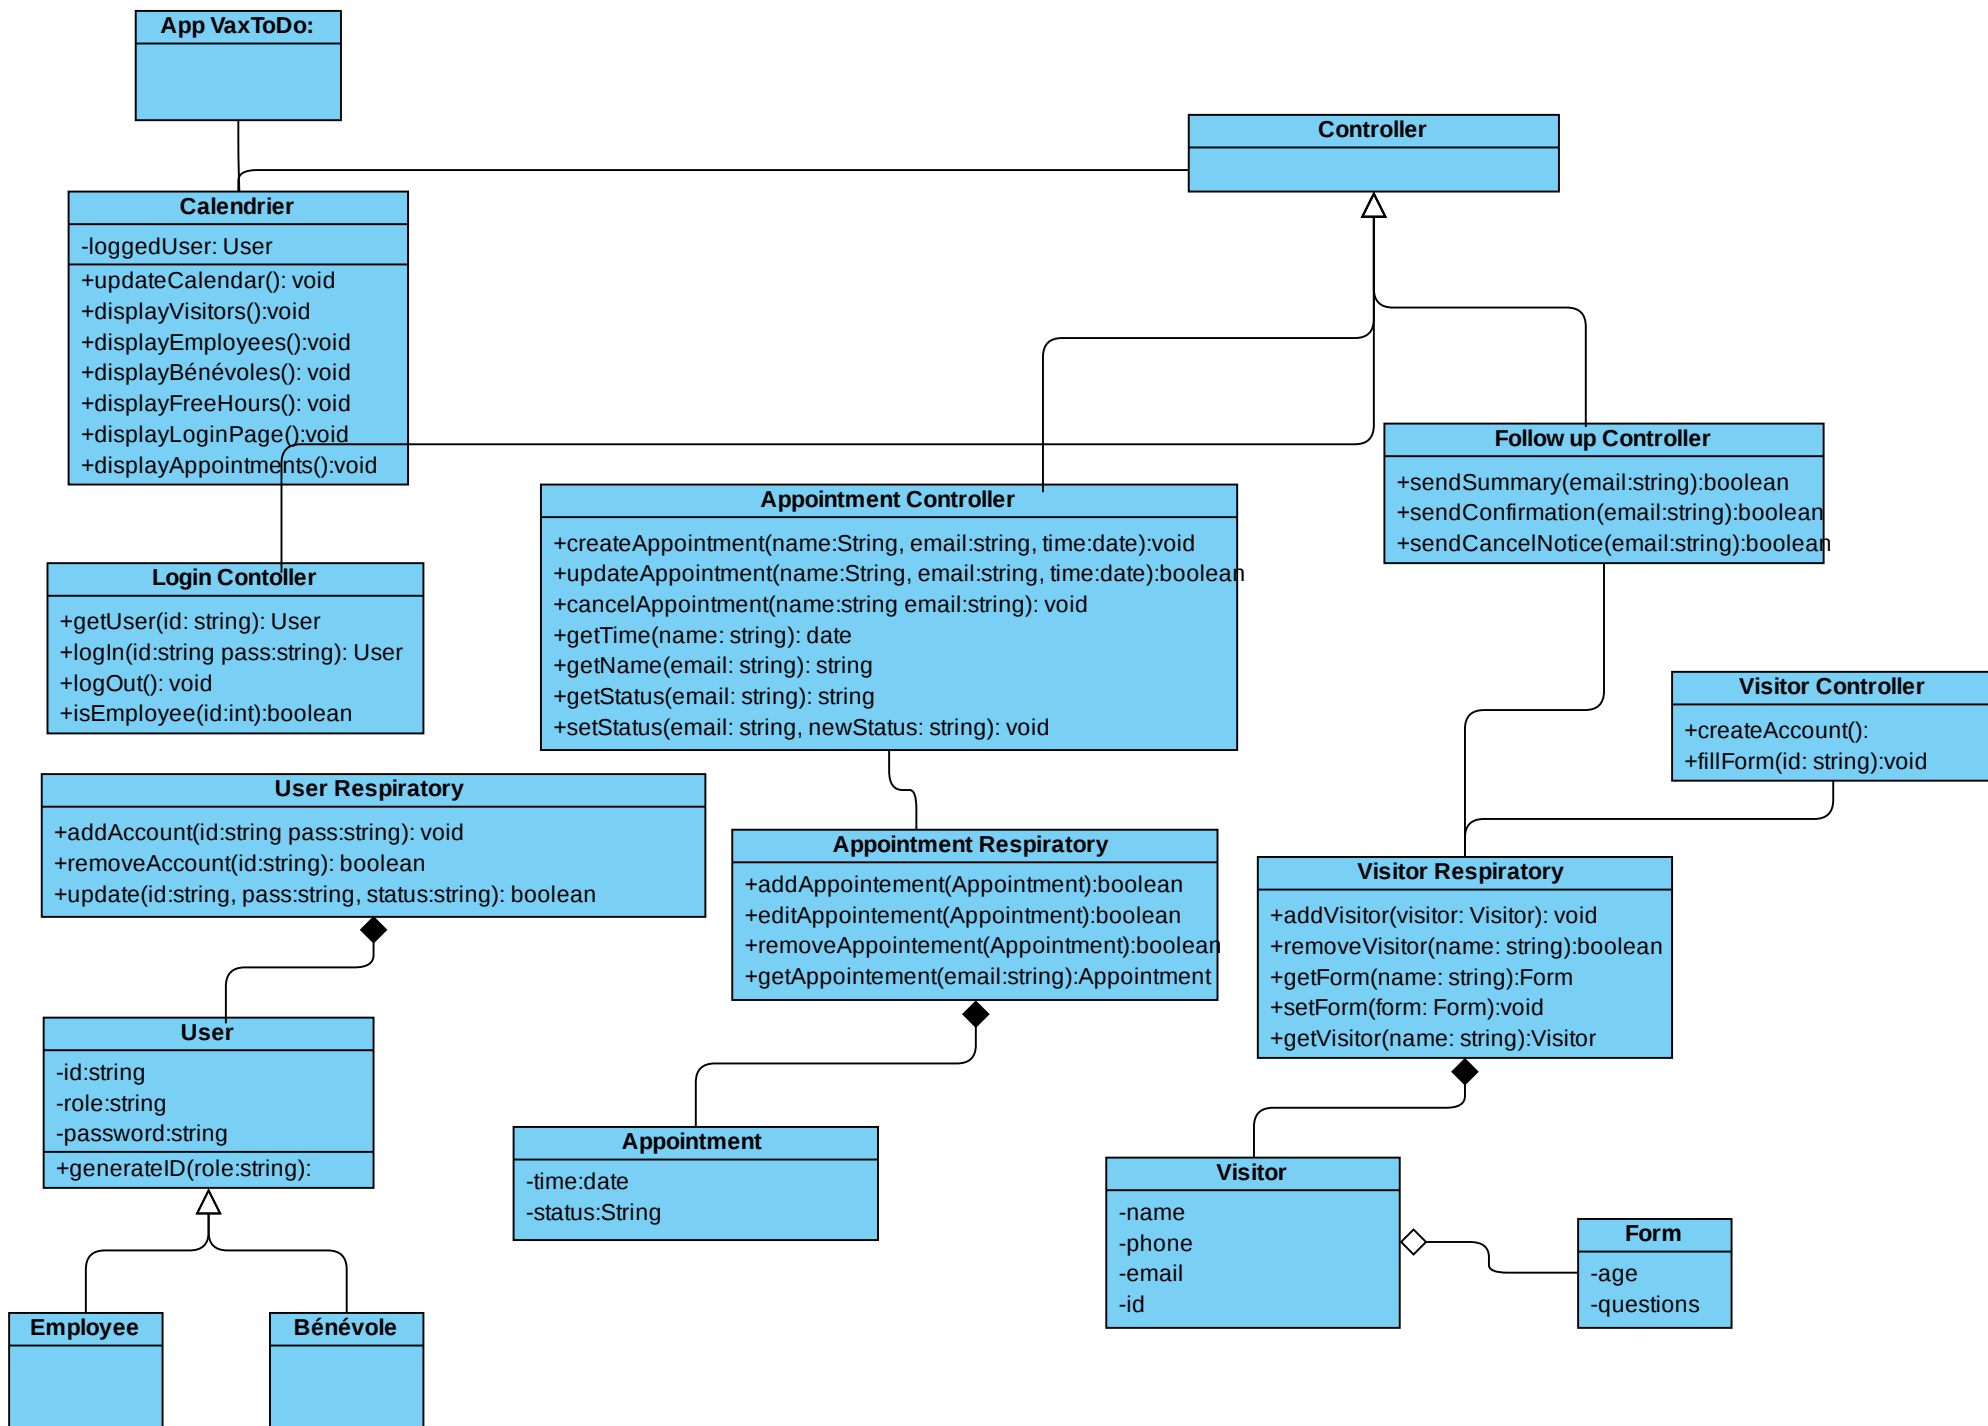 App VaxToDo:
Controller
Calendrier
-loggedUser: User
+updateCalendar(): void
+displayVisitors():void
+displayEmployees():void
+displayBénévoles(): void
+displayFreeHours(): void
+displayLoginPage():void
+displayAppointments():void
Follow up Controller
+sendSummary(email:string):boolean
+sendConfirmation(email:string):boolean
+sendCancelNotice(email:string):boolean
Appointment Controller
+createAppointment(name:String, email:string, time:date):void
+updateAppointment(name:String, email:string, time:date):boolean
+cancelAppointment(name:string email:string): void
+getTime(name: string): date
+getName(email: string): string
+getStatus(email: string): string
+setStatus(email: string, newStatus: string): void
Login Contoller
+getUser(id: string): User
+logIn(id:string pass:string): User
+logOut(): void
+isEmployee(id:int):boolean
Visitor Controller
+createAccount():
+fillForm(id: string):void
User Respiratory
+addAccount(id:string pass:string): void
+removeAccount(id:string): boolean
+update(id:string, pass:string, status:string): boolean
Appointment Respiratory
+addAppointement(Appointment):boolean
+editAppointement(Appointment):boolean
+removeAppointement(Appointment):boolean
+getAppointement(email:string):Appointment
Visitor Respiratory
+addVisitor(visitor: Visitor): void
+removeVisitor(name: string):boolean
+getForm(name: string):Form
+setForm(form: Form):void
+getVisitor(name: string):Visitor
User
-id:string
-role:string
-password:string
+generateID(role:string):
Appointment
-time:date
-status:String
Visitor
-name
-phone
-email
-id
Form
-age
-questions
Employee
Bénévole